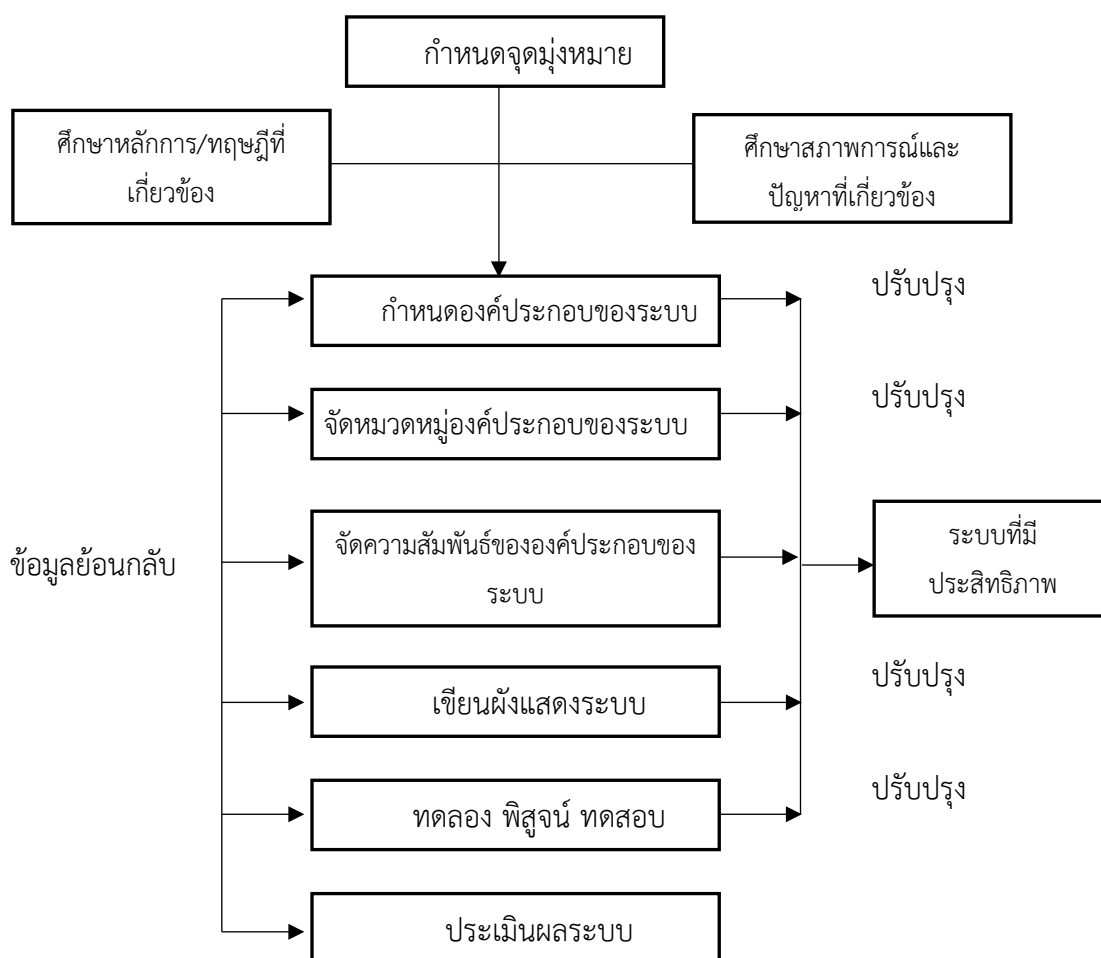 กำหนดจุดมุ่งหมาย
ศึกษาหลักการ/ทฤษฎีที่
เกี่ยวข้อง
ศึกษาสภาพการณ์และ
ปัญหาที่เกี่ยวข้อง
กำหนดองค์ประกอบของระบบ
ปรับปรุง
จัดหมวดหมู่องค์ประกอบของระบบ
ปรับปรุง
ข้อมูลย้อนกลับ
จัดความสัมพันธ์ขององค์ประกอบของ
ระบบ
ระบบที่มี
ประสิทธิภาพ
เขียนผังแสดงระบบ
ปรับปรุง
ทดลอง พิสูจน์ ทดสอบ
ปรับปรุง
ประเมินผลระบบ